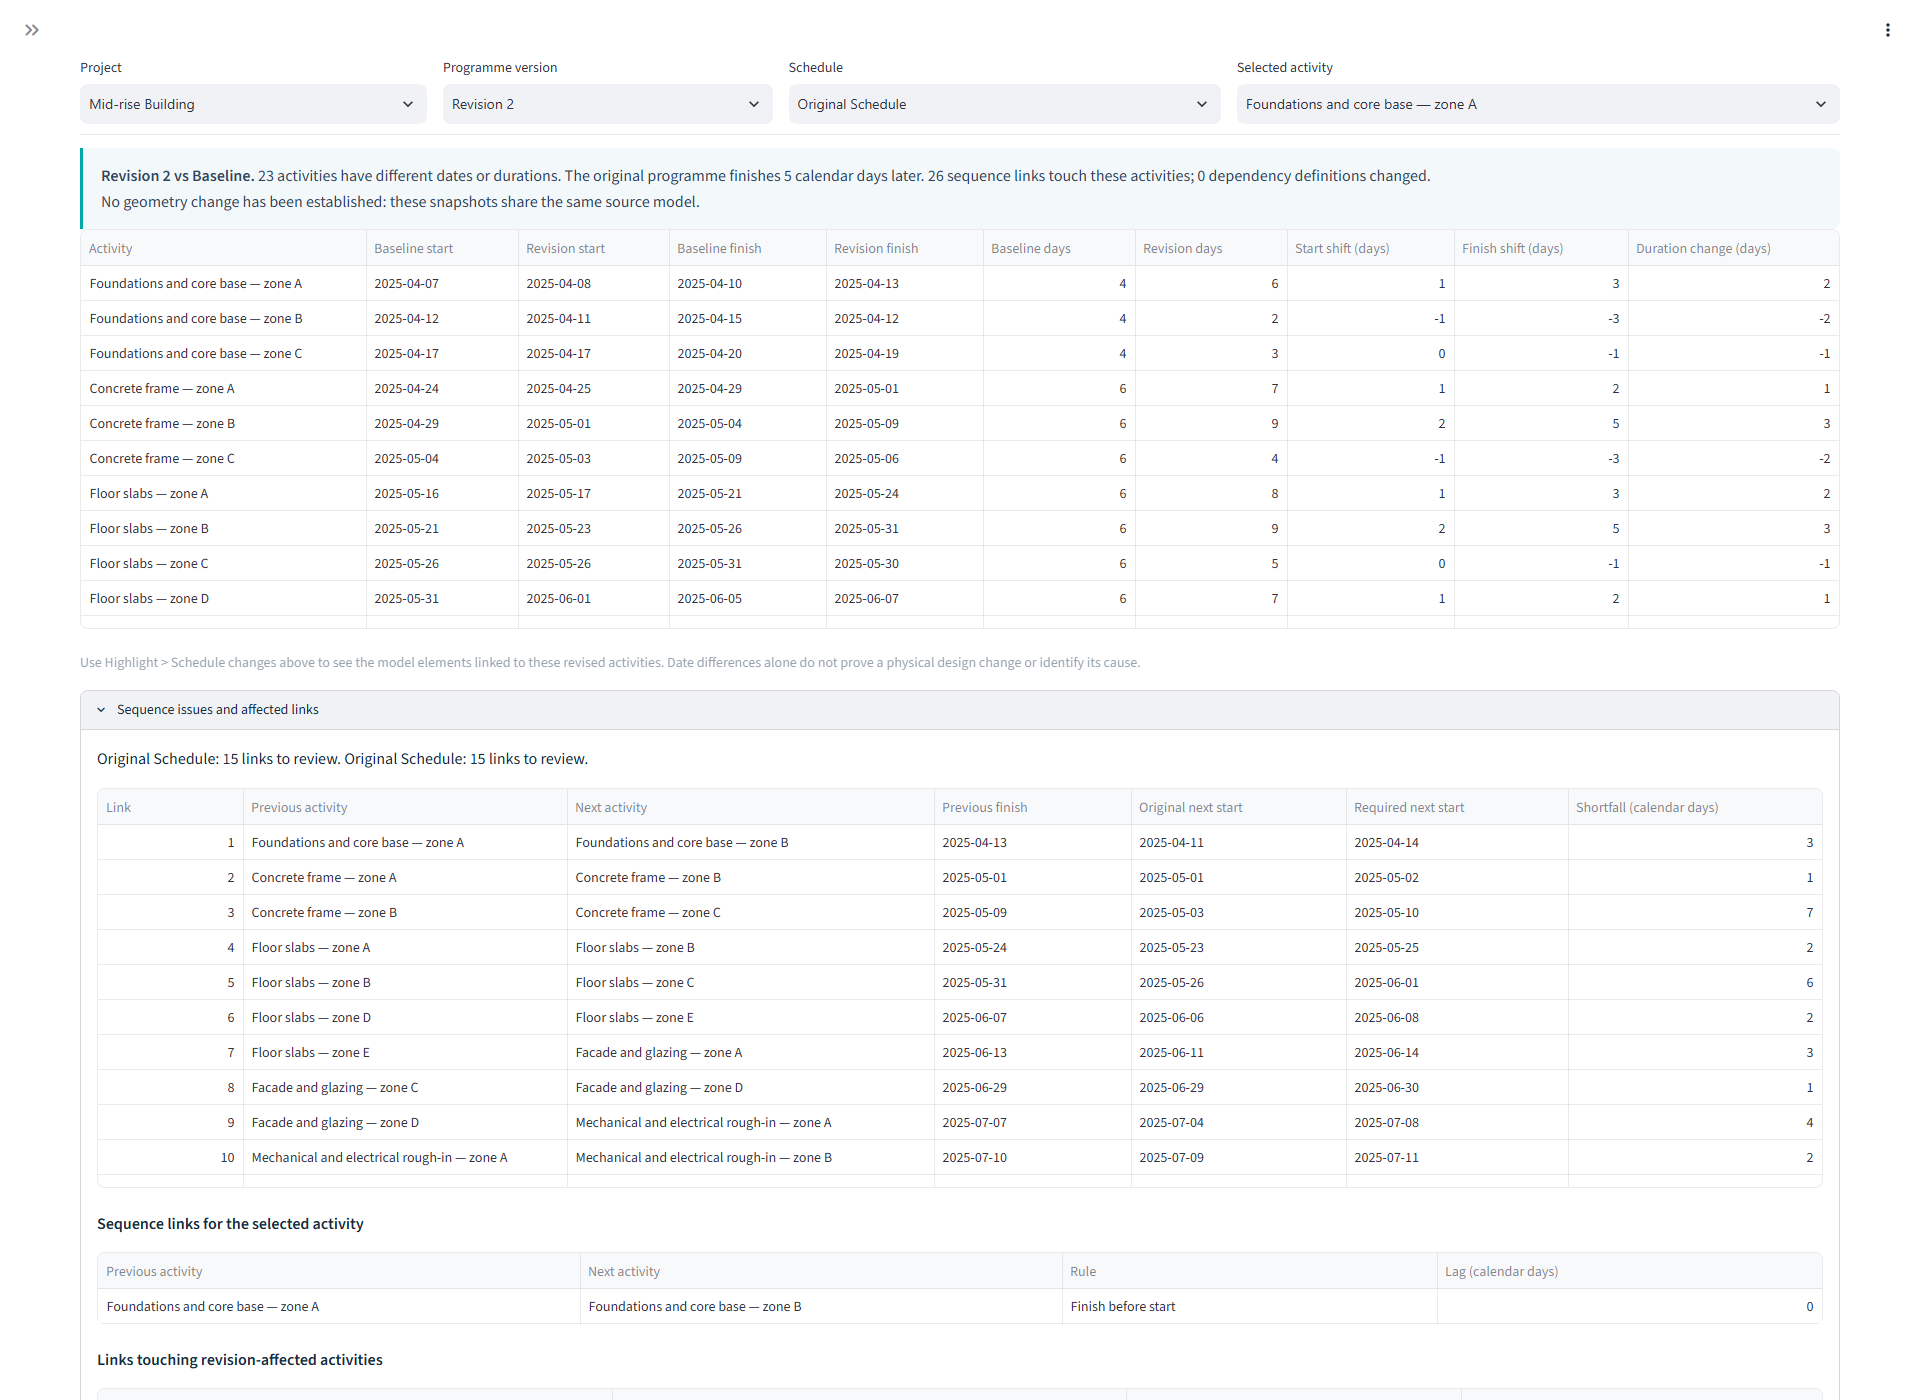 Project Programme version Schedule Selected activity
Mid-rise Building Revision 2 Original Schedule Foundations and core base — zone A
Revision 2 vs Baseline. 23 activities have different dates or durations. The original programme finishes 5 calendar days later. 26 sequence links touch these activities; 0 dependency definitions changed.
No geometry change has been established: these snapshots share the same source model.
Activity Baseline start Revision start Baseline finish Revision finish Baseline days Revision days Start shift (days) Finish shift (days) Duration change (days)
Foundations and core base — zone A 2025-04-07 2025-04-08 2025-04-10 2025-04-13 4 6 1 3 2
Foundations and core base — zone B 2025-04-12 2025-04-11 2025-04-15 2025-04-12 4 2 -1 -3 -2
Foundations and core base — zone C 2025-04-17 2025-04-17 2025-04-20 2025-04-19 4 3 0 -1 -1
Concrete frame — zone A 2025-04-24 2025-04-25 2025-04-29 2025-05-01 6 7 1 2 1
Concrete frame — zone B 2025-04-29 2025-05-01 2025-05-04 2025-05-09 6 9 2 5 3
Concrete frame — zone C 2025-05-04 2025-05-03 2025-05-09 2025-05-06 6 4 -1 -3 -2
Floor slabs — zone A 2025-05-16 2025-05-17 2025-05-21 2025-05-24 6 8 1 3 2
Floor slabs — zone B 2025-05-21 2025-05-23 2025-05-26 2025-05-31 6 9 2 5 3
Floor slabs — zone C 2025-05-26 2025-05-26 2025-05-31 2025-05-30 6 5 0 -1 -1
Floor slabs — zone D 2025-05-31 2025-06-01 2025-06-05 2025-06-07 6 7 1 2 1
Use Highlight > Schedule changes above to see the model elements linked to these revised activities. Date differences alone do not prove a physical design change or identify its cause.
Sequence issues and affected links
Original Schedule: 15 links to review. Original Schedule: 15 links to review.
Link Previous activity Next activity Previous finish Original next start Required next start Shortfall (calendar days)
1 Foundations and core base — zone A Foundations and core base — zone B 2025-04-13 2025-04-11 2025-04-14 3
2 Concrete frame — zone A Concrete frame — zone B 2025-05-01 2025-05-01 2025-05-02 1
3 Concrete frame — zone B Concrete frame — zone C 2025-05-09 2025-05-03 2025-05-10 7
4 Floor slabs — zone A Floor slabs — zone B 2025-05-24 2025-05-23 2025-05-25 2
5 Floor slabs — zone B Floor slabs — zone C 2025-05-31 2025-05-26 2025-06-01 6
6 Floor slabs — zone D Floor slabs — zone E 2025-06-07 2025-06-06 2025-06-08 2
7 Floor slabs — zone E Facade and glazing — zone A 2025-06-13 2025-06-11 2025-06-14 3
8 Facade and glazing — zone C Facade and glazing — zone D 2025-06-29 2025-06-29 2025-06-30 1
9 Facade and glazing — zone D Mechanical and electrical rough-in — zone A 2025-07-07 2025-07-04 2025-07-08 4
10 Mechanical and electrical rough-in — zone A Mechanical and electrical rough-in — zone B 2025-07-10 2025-07-09 2025-07-11 2
Sequence links for the selected activity
Previous activity Next activity Rule Lag (calendar days)
Foundations and core base — zone A Foundations and core base — zone B Finish before start 0
Links touching revision-affected activities